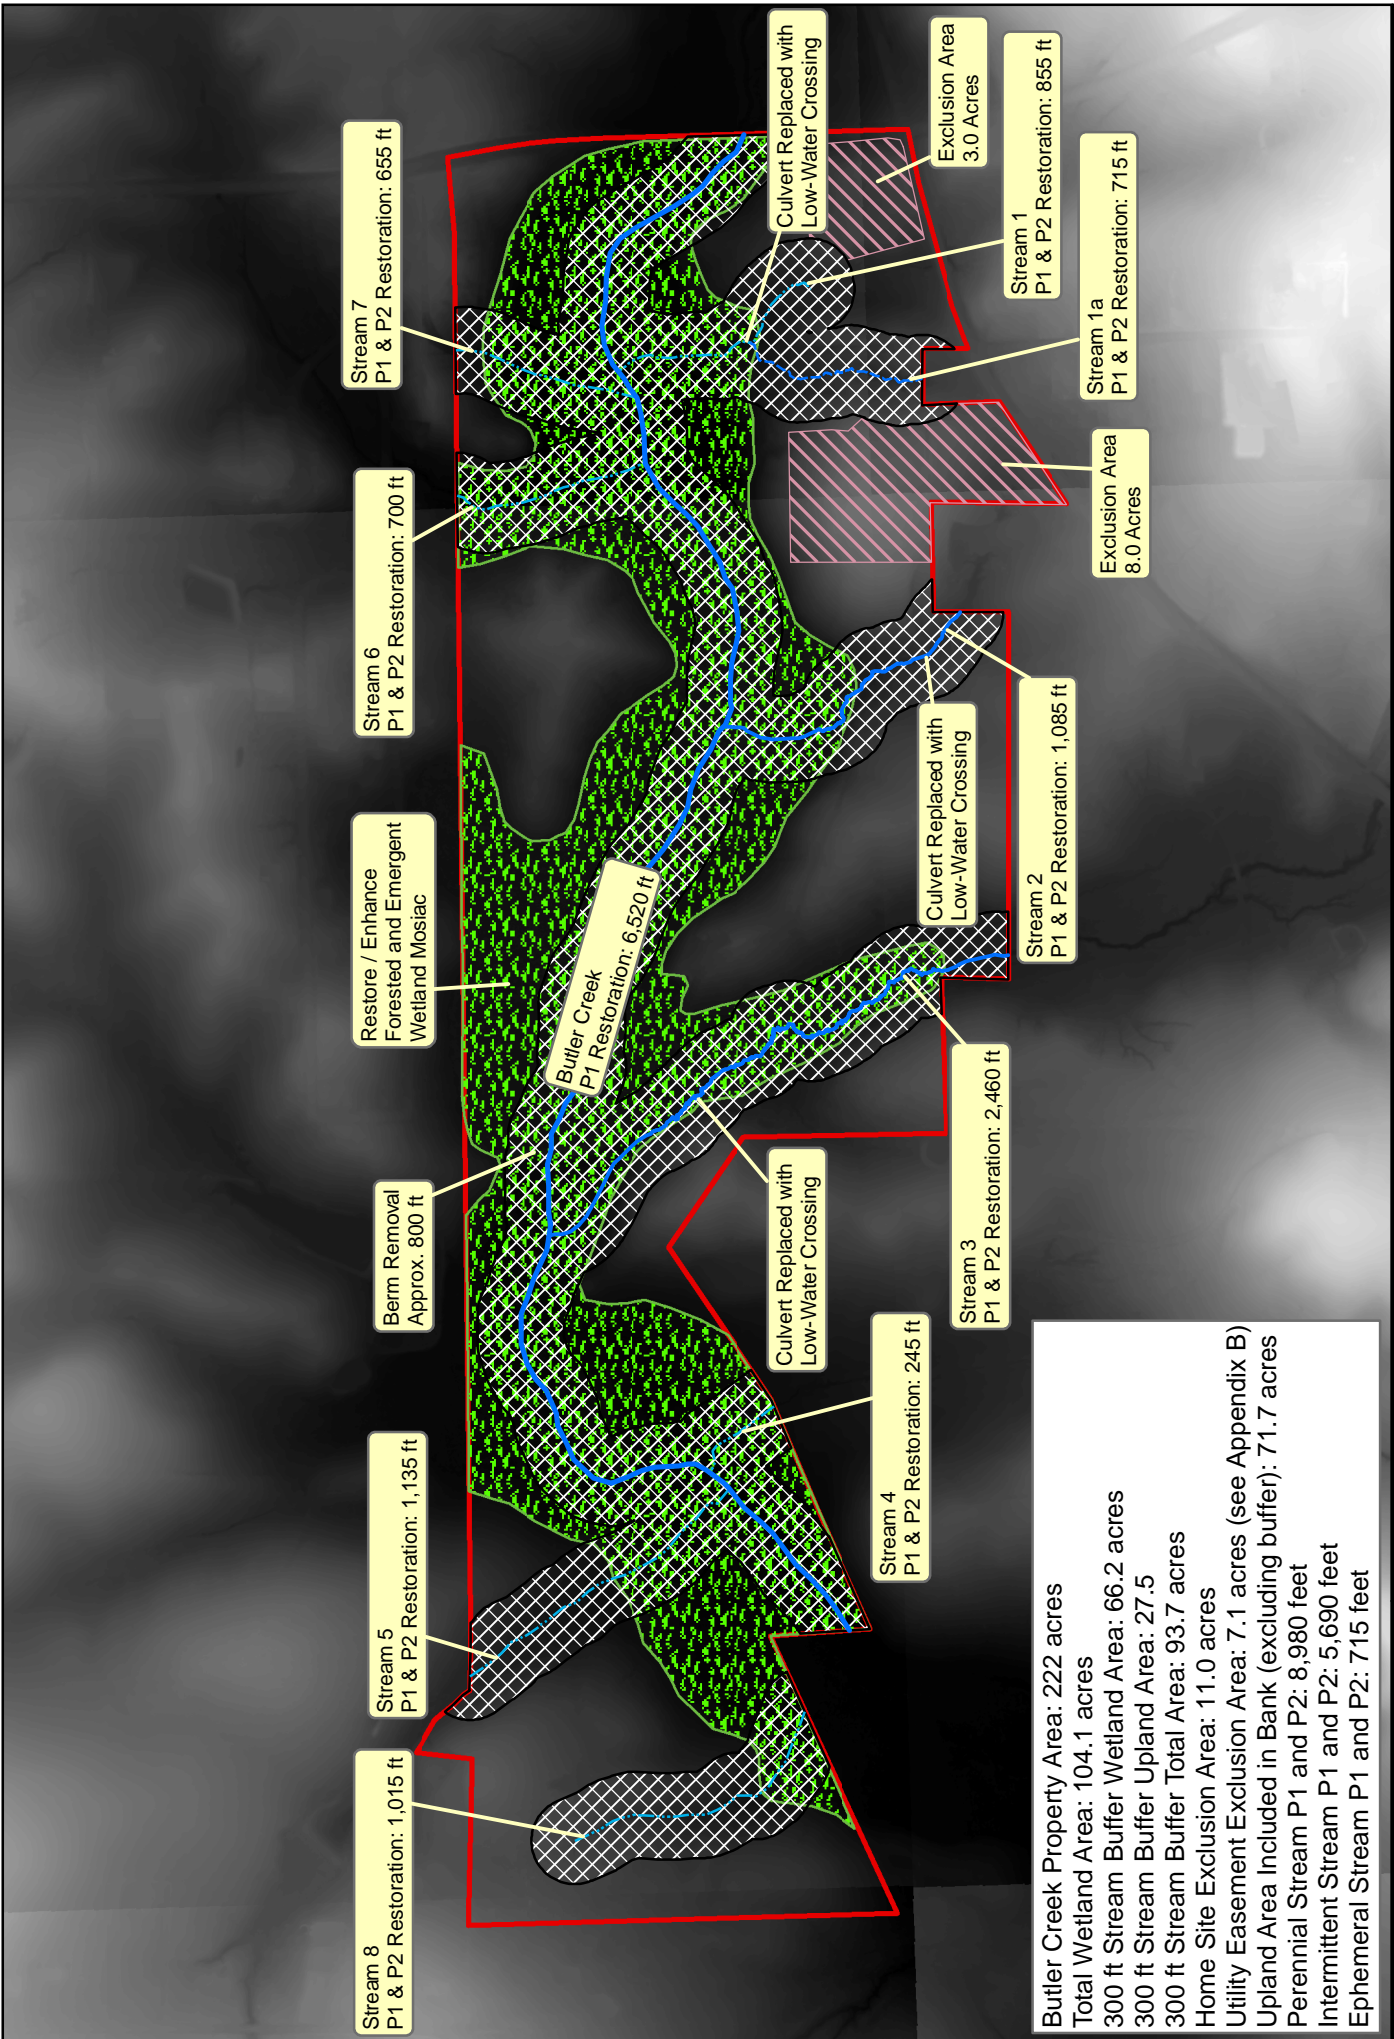 Stream 8
P1 & P2 Restoration: 1,015 ft
Stream 5
P1 & P2 Restoration: 1,135 ft
Berm Removal
Approx. 800 ft
Restore / Enhance
Forested and Emergent
Wetland Mosiac
Stream 6
P1 & P2 Restoration: 700 ft
Stream 7
P1 & P2 Restoration: 655 ft
Butler Creek
P1 Restoration: 6,520 ft
Culvert Replaced with
Low-Water Crossing
Exclusion Area
3.0 Acres
Stream 1
P1 & P2 Restoration: 855 ft
Stream 1a
P1 & P2 Restoration: 715 ft
Exclusion Area
8.0 Acres
Culvert Replaced with
Low-Water Crossing
Stream 2
P1 & P2 Restoration: 1,085 ft
Culvert Replaced with
Low-Water Crossing
Stream 3
P1 & P2 Restoration: 2,460 ft
Stream 4
P1 & P2 Restoration: 245 ft
Butler Creek Property Area: 222 acres
Total Wetland Area: 104.1 acres
300 ft Stream Buffer Wetland Area: 66.2 acres
300 ft Stream Buffer Upland Area: 27.5
300 ft Stream Buffer Total Area: 93.7 acres
Home Site Exclusion Area: 11.0 acres
Utility Easement Exclusion Area: 7.1 acres (see Appendix B)
Upland Area Included in Bank (excluding buffer): 71.7 acres
Perennial Stream P1 and P2: 8,980 feet
Intermittent Stream P1 and P2: 5,690 feet
Ephemeral Stream P1 and P2: 715 feet